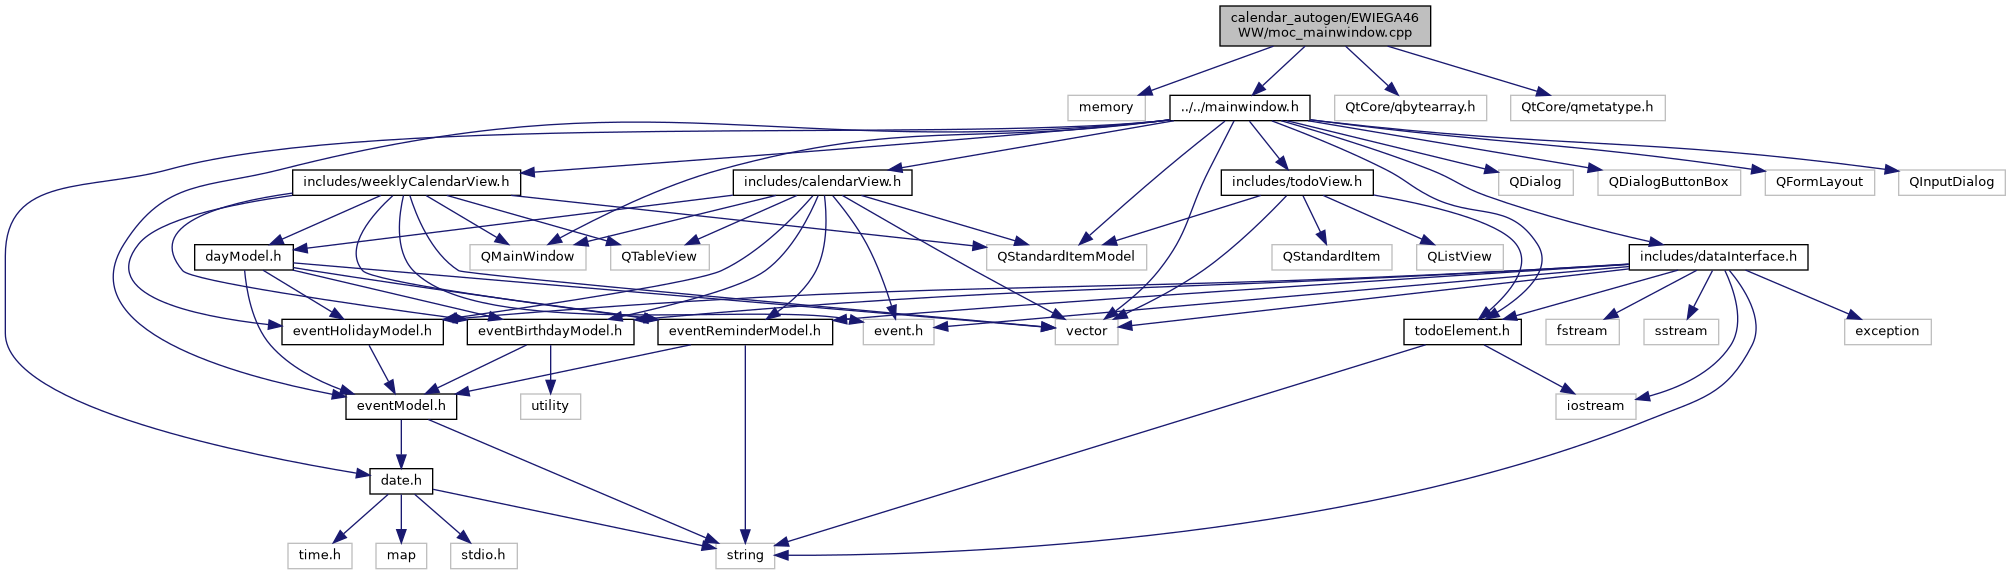 calendar_autogen/EWIEGA46
WW/moc_mainwindow.cpp
memory
../../mainwindow.h
QtCore/qbytearray.h
QtCore/qmetatype.h
includes/weeklyCalendarView.h
includes/calendarView.h
includes/todoView.h
QDialog
QDialogButtonBox
QFormLayout
QInputDialog
dayModel.h
QMainWindow
QTableView
QStandardItemModel
QStandardItem
QListView
includes/dataInterface.h
eventHolidayModel.h
eventBirthdayModel.h
eventReminderModel.h
event.h
vector
todoElement.h
fstream
sstream
exception
eventModel.h
utility
iostream
date.h
time.h
map
stdio.h
string